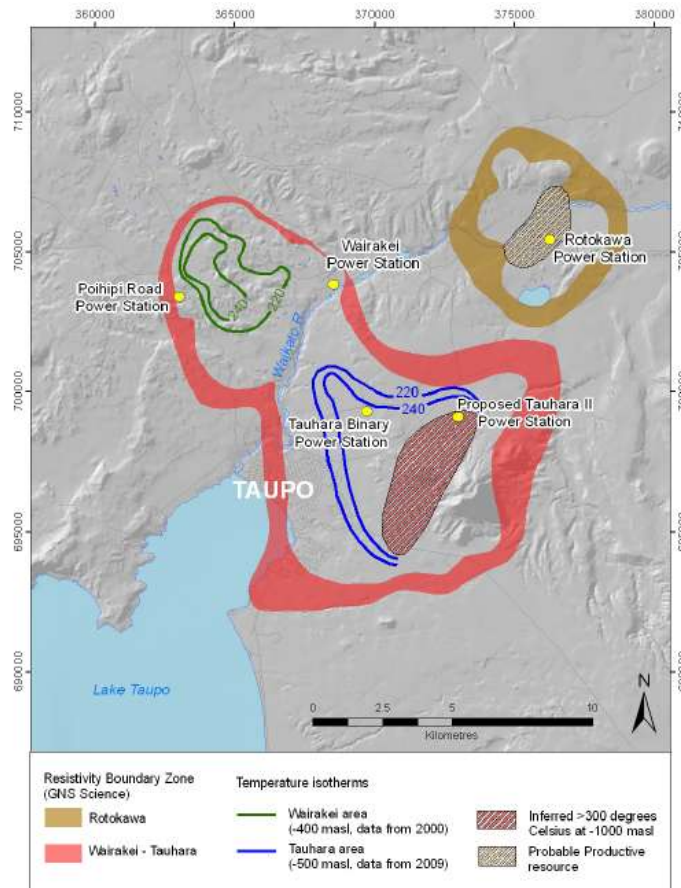 360000 365000 370000 375000 380000
710000
705000
700000
695000
690000
Wairakei
Power Station
Rotokawa
Power Station
Poihipi Road
Power Station
240
220
Waikato R.
220
240
Proposed Tauhara II
Power Station
Tauhara Binary
Power Station
TAUPO
Lake Taupo
N
0 2.5 5 10
Kilometres
Resistivity Boundary Zone
(GNS Science)
Rotokawa
Wairakei - Tauhara
Temperature isotherms
Wairakei area
(-400 masl, data from 2000)
Tauhara area
(-500 masl, data from 2009)
Inferred >300 degrees
Celsius at -1000 masl
Probable Productive
resource